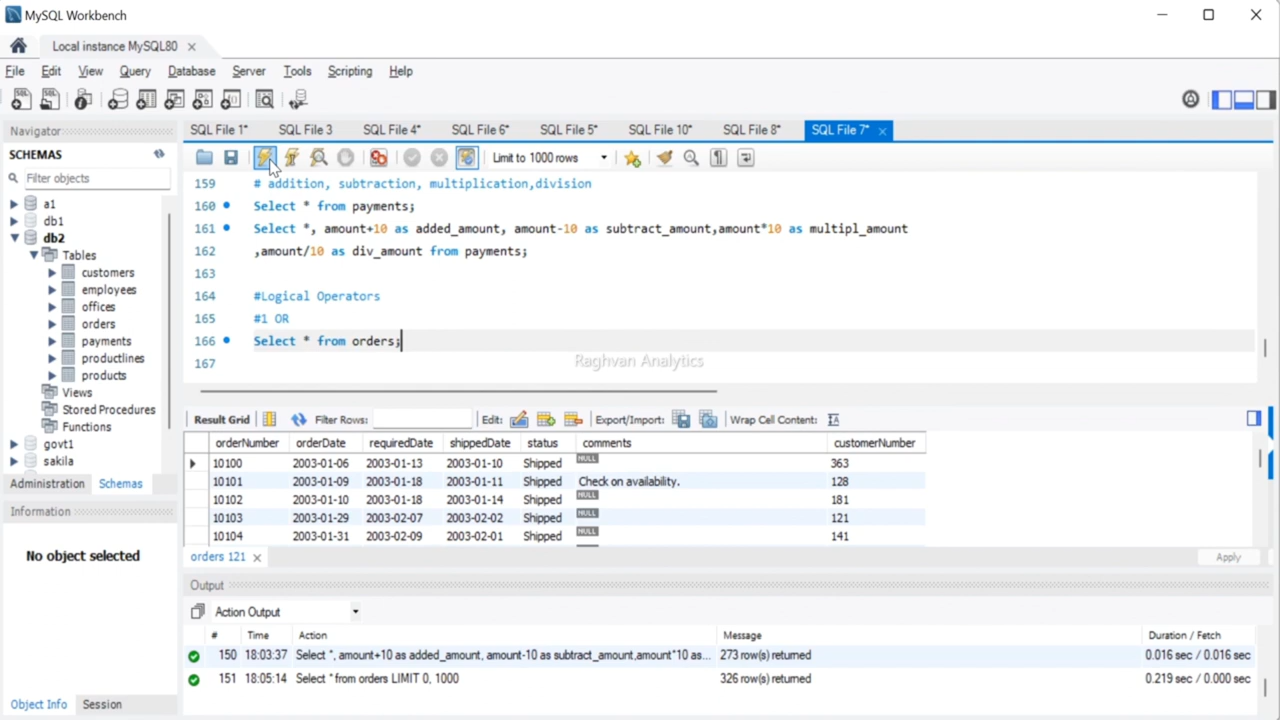 MySQL Workbench
Local instance MySQL80
File Edit View Query Database Server Tools Scripting Help
Navigator
SCHEMAS
Filter objects
a1
db1
db2
Tables
customers
employees
offices
orders
payments
productlines
products
Views
Stored Procedures
Functions
govt1
sakila
Administration Schemas
Information
No object selected
Object Info Session
SQL File 1* SQL File 3 SQL File 4* SQL File 6* SQL File 5* SQL File 10* SQL File 8* SQL File 7*
Limit to 1000 rows
159 # addition, subtraction, multiplication,division
160 Select * from payments;
161 Select *, amount+10 as added_amount, amount-10 as subtract_amount,amount*10 as multipl_amount
162 ,amount/10 as div_amount from payments;
163
164 #Logical Operators
165 #1 OR
166 Select * from orders;
167
Raghvan Analytics
Result Grid Filter Rows: Edit: Export/Import: Wrap Cell Content:
orderNumber orderDate requiredDate shippedDate status comments customerNumber
10100 2003-01-06 2003-01-13 2003-01-10 Shipped NULL 363
10101 2003-01-09 2003-01-18 2003-01-11 Shipped Check on availability. 128
10102 2003-01-10 2003-01-18 2003-01-14 Shipped NULL 181
10103 2003-01-29 2003-02-07 2003-02-02 Shipped NULL 121
10104 2003-01-31 2003-02-09 2003-02-01 Shipped NULL 141
orders 121
Apply
Output
Action Output
# Time Action Message Duration / Fetch
150 18:03:37 Select *, amount+10 as added_amount, amount-10 as subtract_amount,amount*10 as... 273 row(s) returned 0.016 sec / 0.016 sec
151 18:05:14 Select * from orders LIMIT 0, 1000 326 row(s) returned 0.219 sec / 0.000 sec